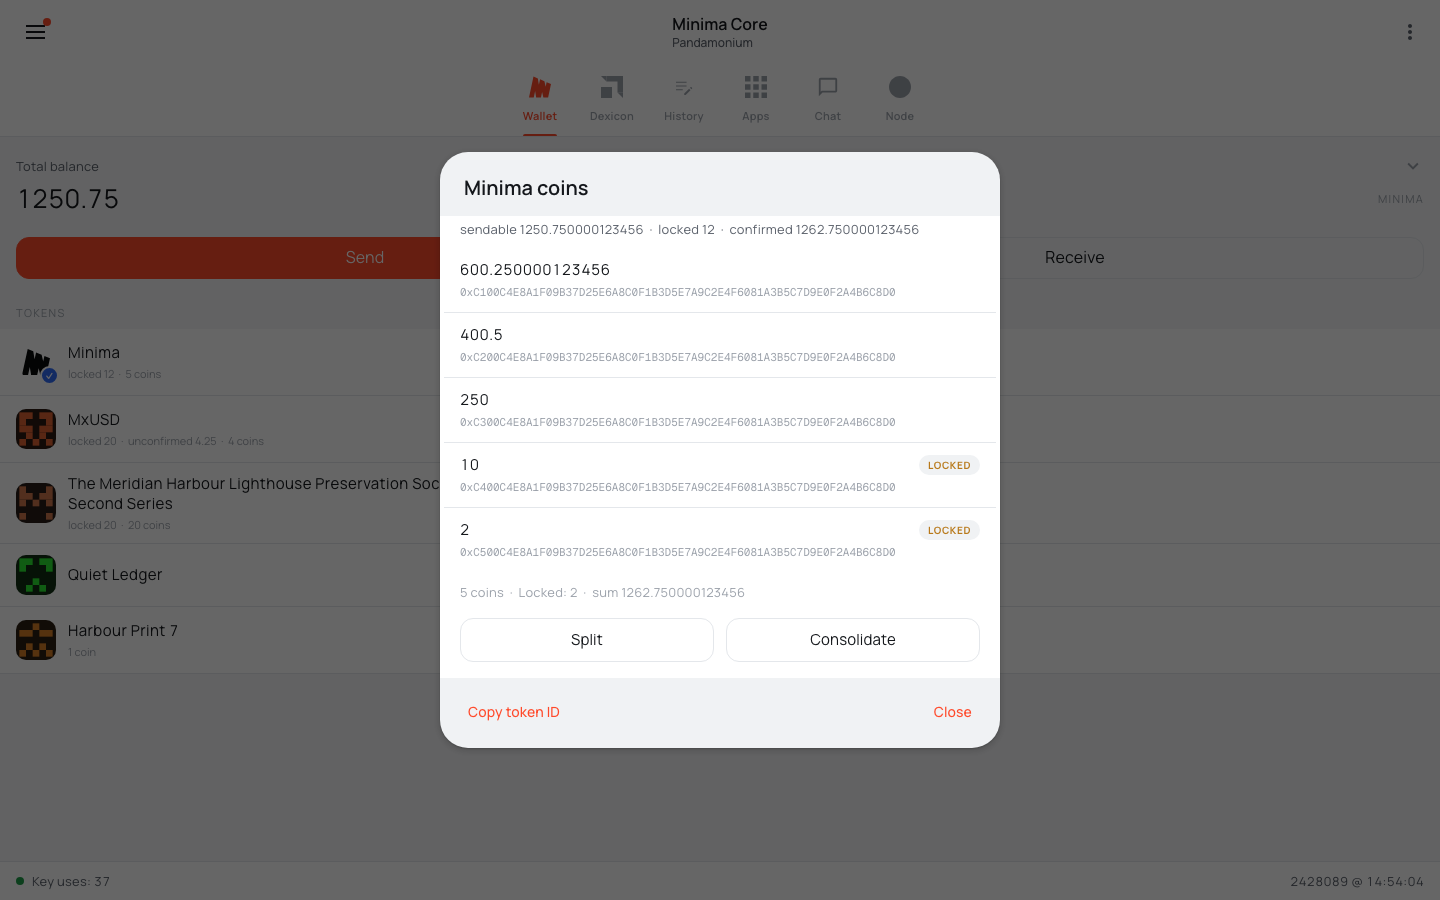 Minima Core
Pandamonium
Wallet
Dexicon
History
Apps
Chat
Node
Total balance
1250.75
MINIMA
Send
Receive
TOKENS
Minima
locked 12 · 5 coins
MxUSD
locked 20 · unconfirmed 4.25 · 4 coins
The Meridian Harbour Lighthouse Preservation Soc
Second Series
locked 20 · 20 coins
Quiet Ledger
Harbour Print 7
1 coin
Minima coins
sendable 1250.750000123456 · locked 12 · confirmed 1262.750000123456
600.250000123456
0xC100C4E8A1F09B37D25E6A8C0F1B3D5E7A9C2E4F6081A3B5C7D9E0F2A4B6C8D0
400.5
0xC200C4E8A1F09B37D25E6A8C0F1B3D5E7A9C2E4F6081A3B5C7D9E0F2A4B6C8D0
250
0xC300C4E8A1F09B37D25E6A8C0F1B3D5E7A9C2E4F6081A3B5C7D9E0F2A4B6C8D0
10
LOCKED
0xC400C4E8A1F09B37D25E6A8C0F1B3D5E7A9C2E4F6081A3B5C7D9E0F2A4B6C8D0
2
LOCKED
0xC500C4E8A1F09B37D25E6A8C0F1B3D5E7A9C2E4F6081A3B5C7D9E0F2A4B6C8D0
5 coins · Locked: 2 · sum 1262.750000123456
Split
Consolidate
Copy token ID
Close
Key uses: 37
2428089 @ 14:54:04